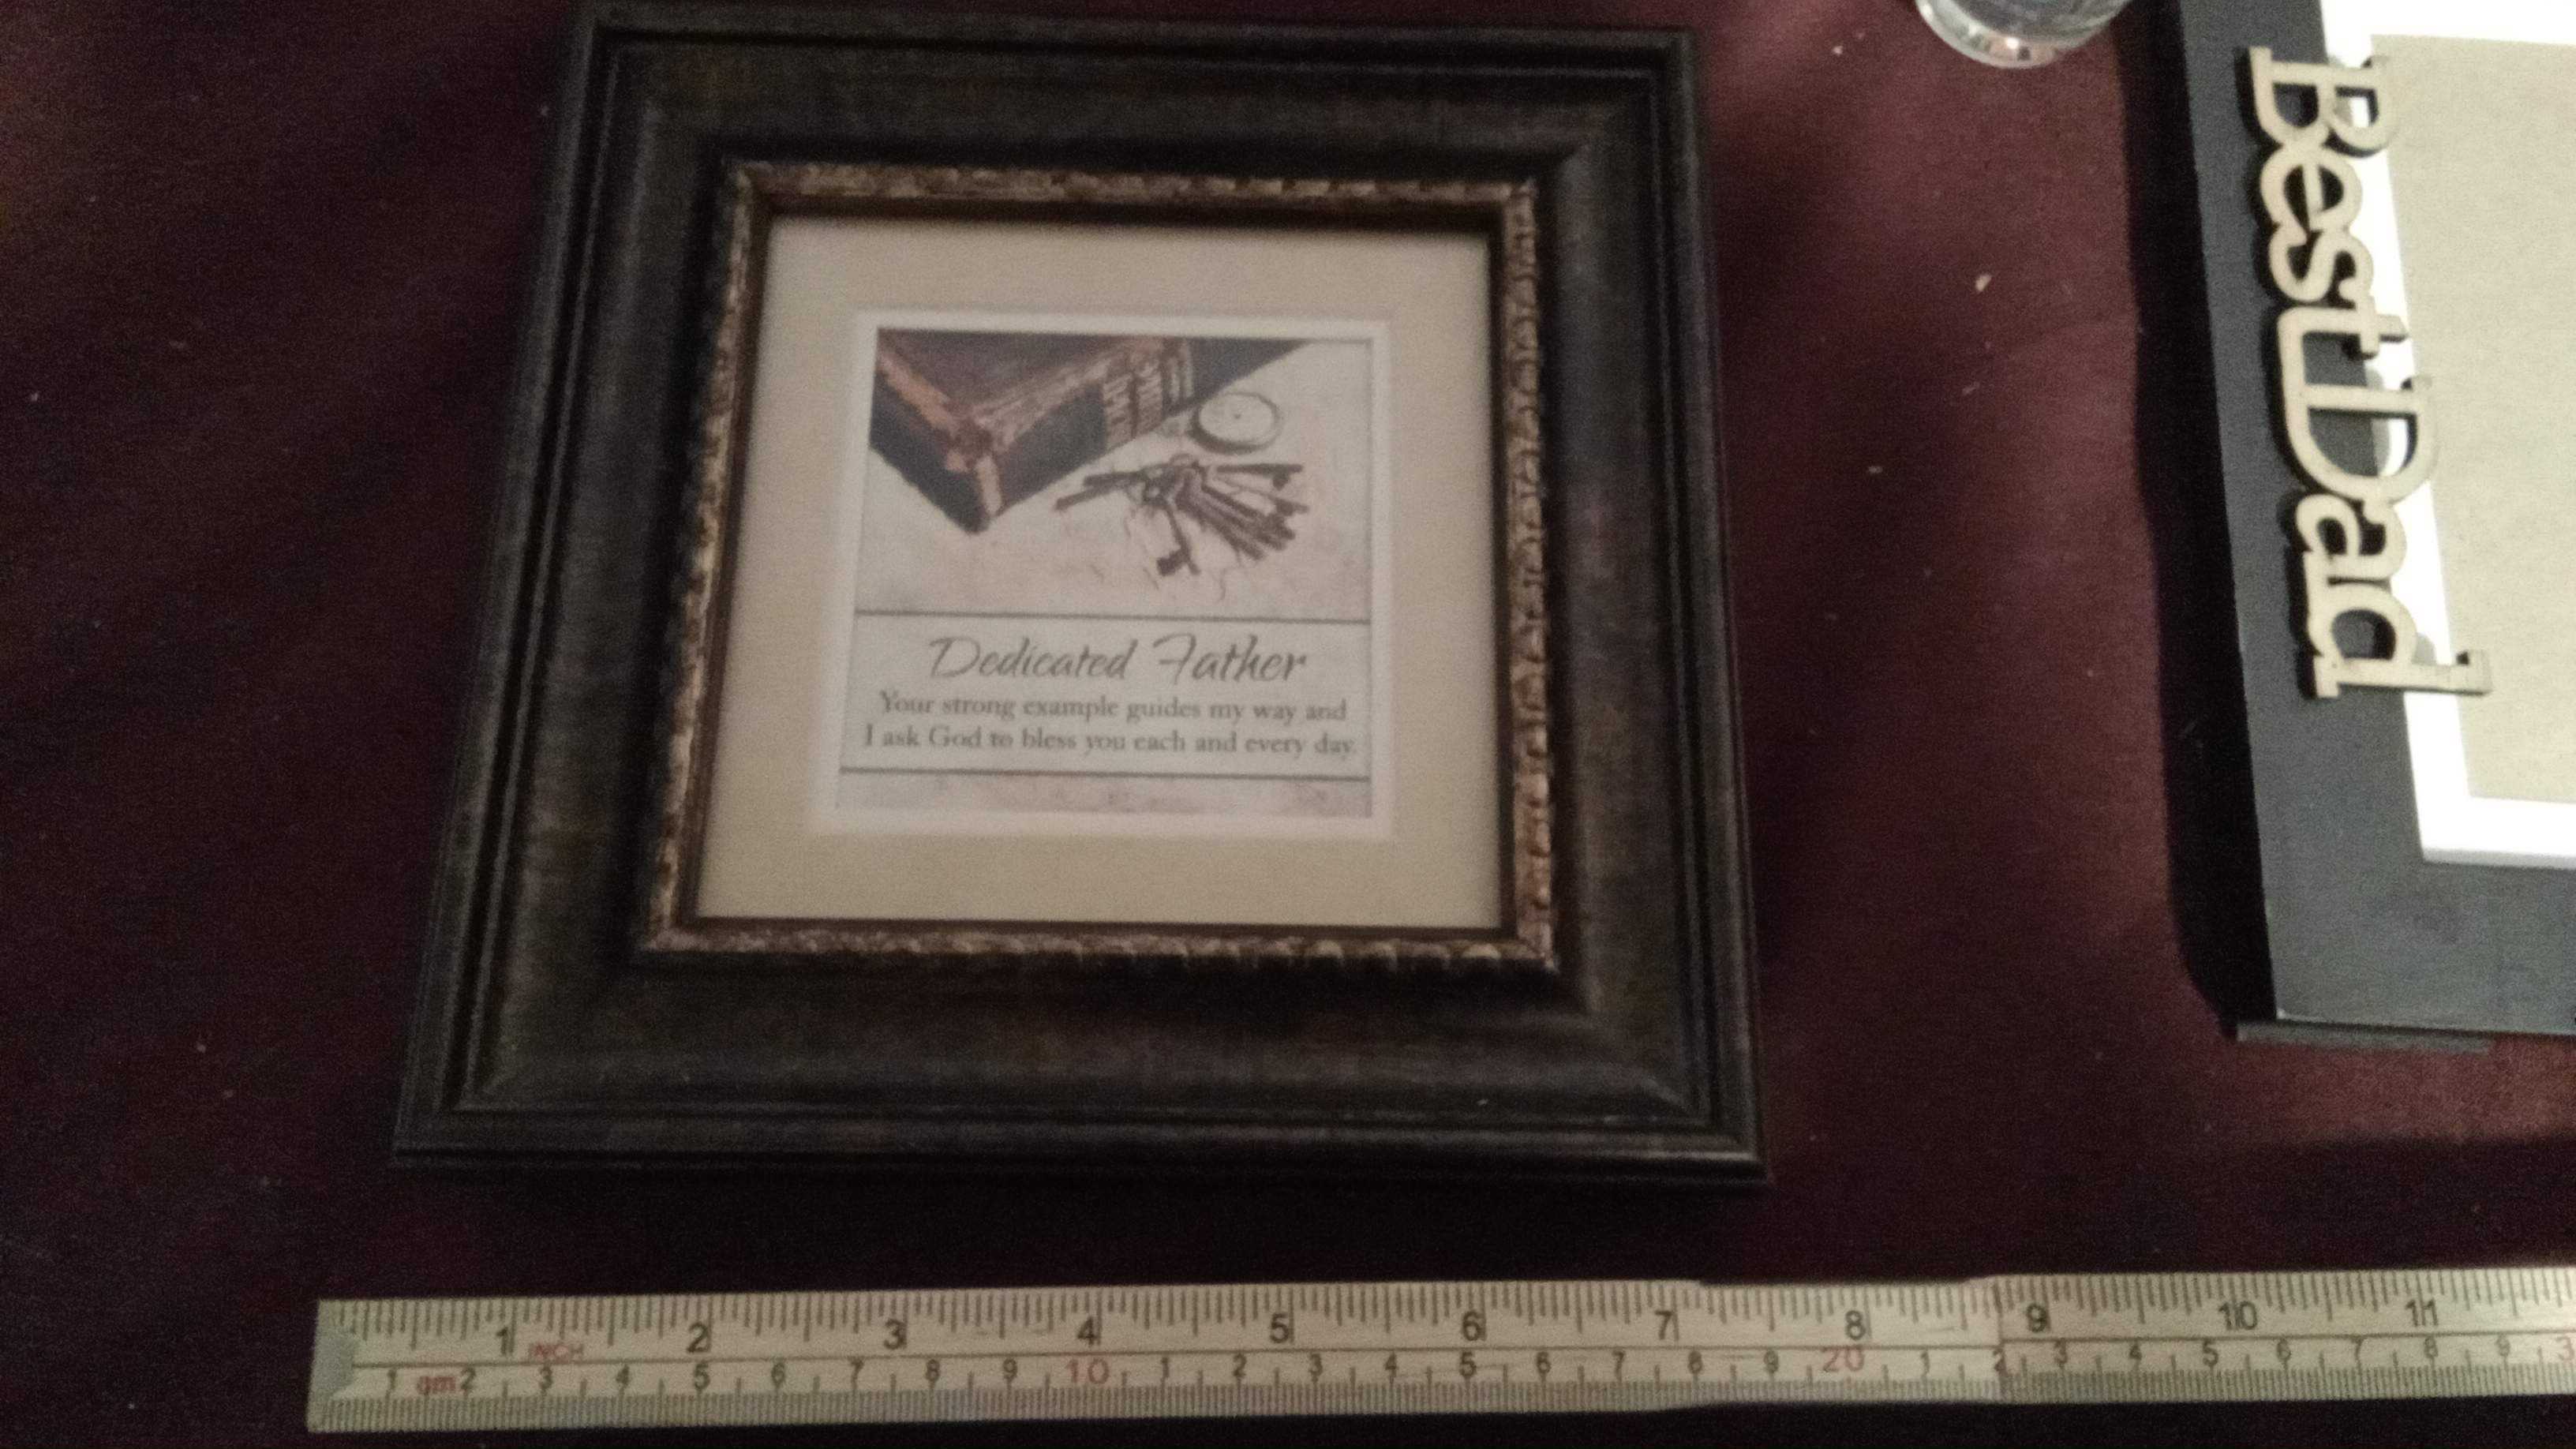 Dedicated Father
Your strong example guides my way and
I ask God to bless you each and every day.
Best Dad
1 2 3 4 5 6 7 8 9 10 11
INCH
1 cm 2 3 4 5 6 7 8 9 10 1 2 3 4 5 6 7 8 9 20 1 2 3 4 5 6 7 8 9 3